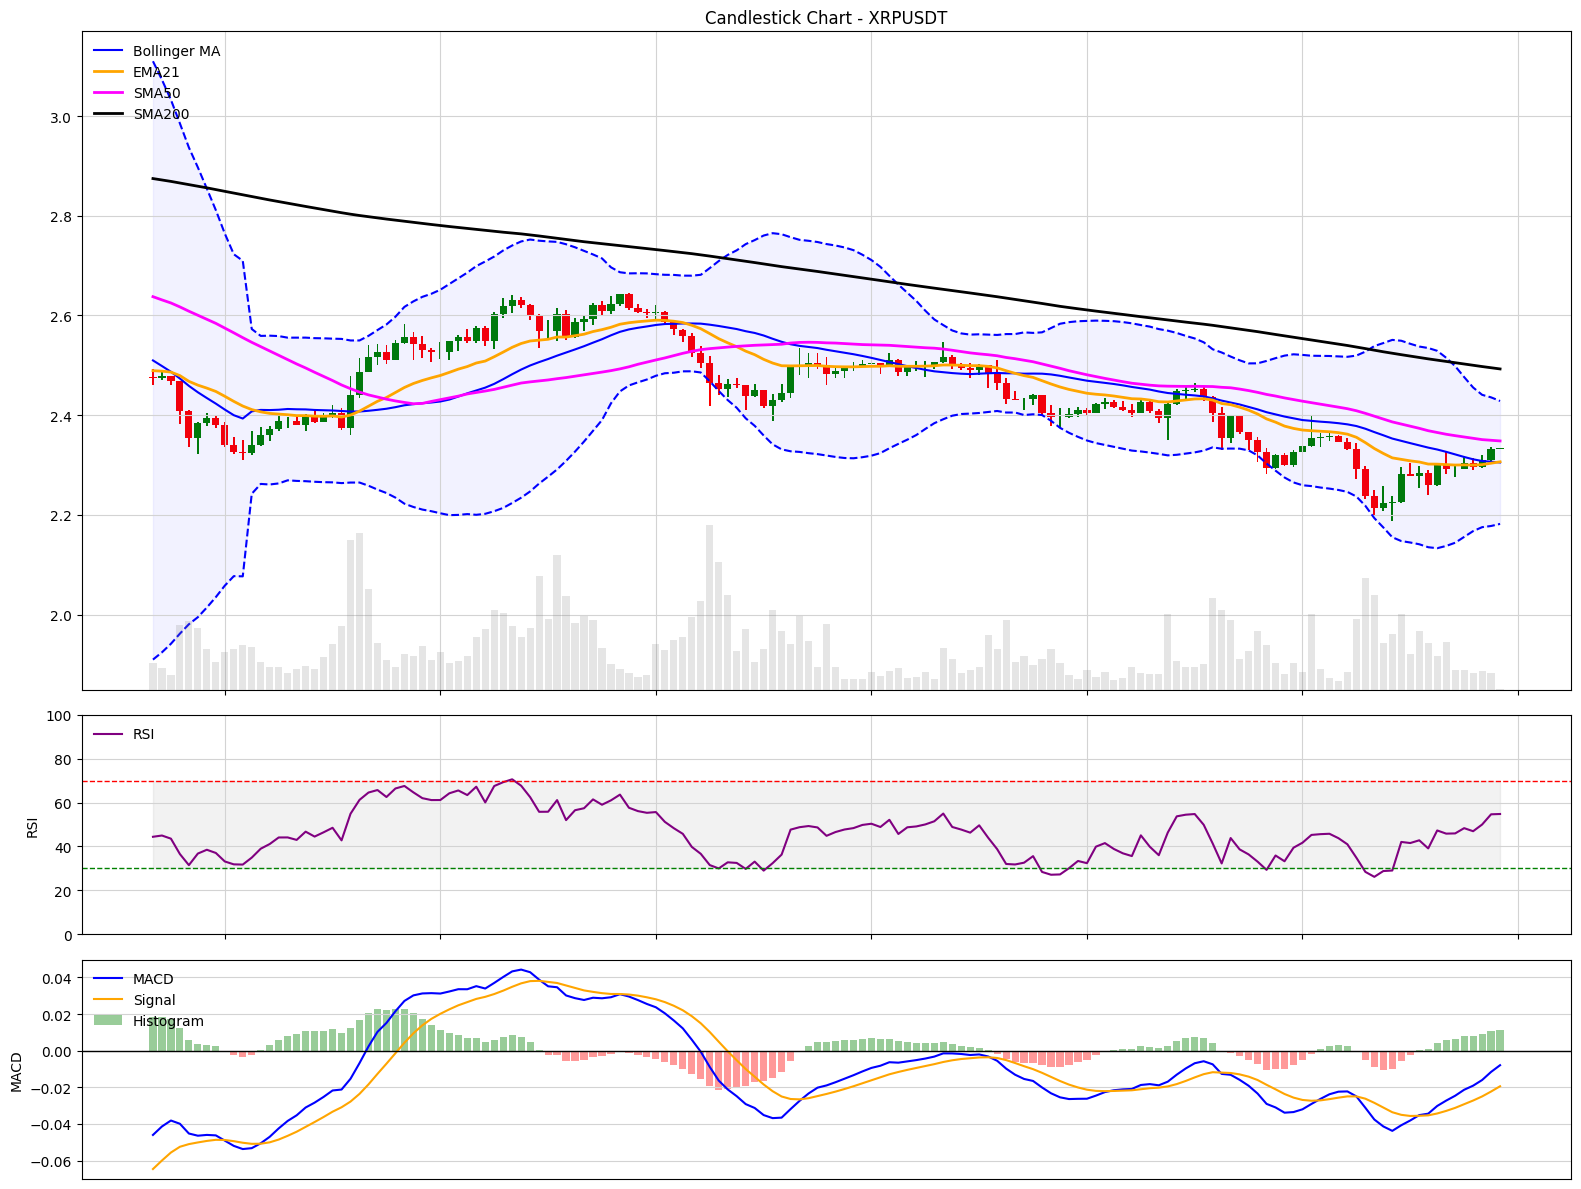 Candlestick Chart - XRPUSDT
Bollinger MA
EMA21
SMA50
SMA200
3.0
2.8
2.6
2.4
2.2
2.0
RSI
100
80
60
40
20
0
RSI
MACD
Signal
Histogram
0.04
0.02
0.00
−0.02
−0.04
−0.06
MACD